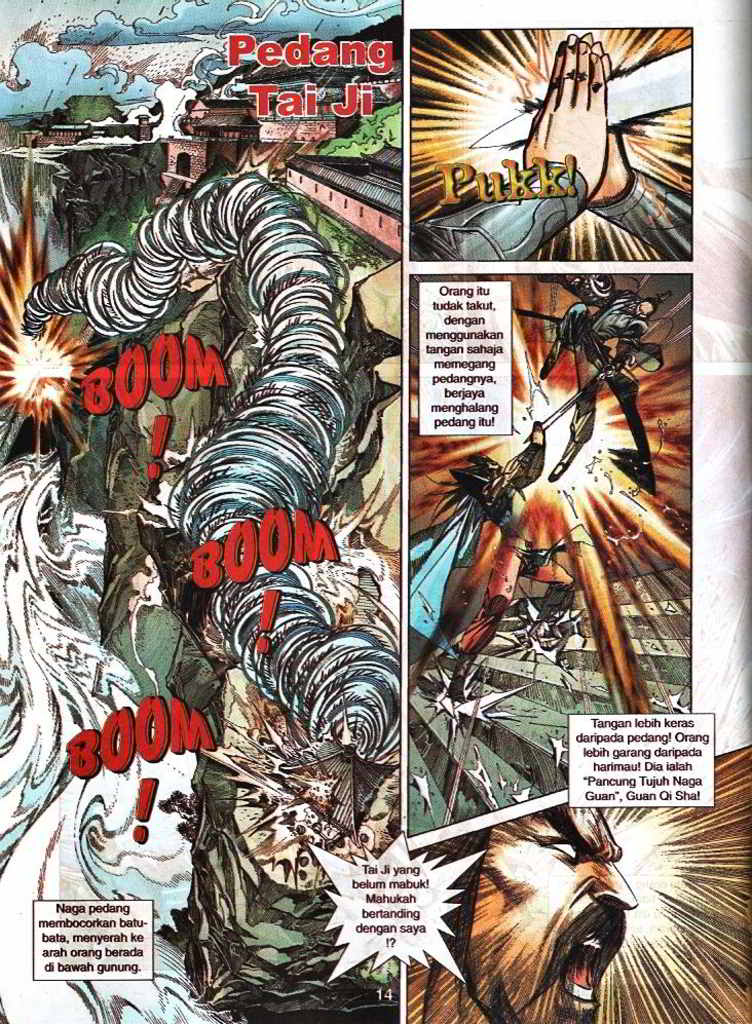 Pedang
Tai Ji
BOOM
!
BOOM
!
BOOM
!
Naga pedang
membocorkan batu-
bata, menyerah ke
arah orang berada
di bawah gunung.
Pukk!
Orang itu
tudak takut,
dengan
menggunakan
tangan sahaja
memegang
pedangnya,
berjaya
menghalang
pedang itu!
Tangan lebih keras
daripada pedang! Orang
lebih garang daripada
harimau! Dia ialah
"Pancung Tujuh Naga
Guan", Guan Qi Sha!
Tai Ji yang
belum mabuk!
Mahukah
bertanding
dengan saya
!?
14